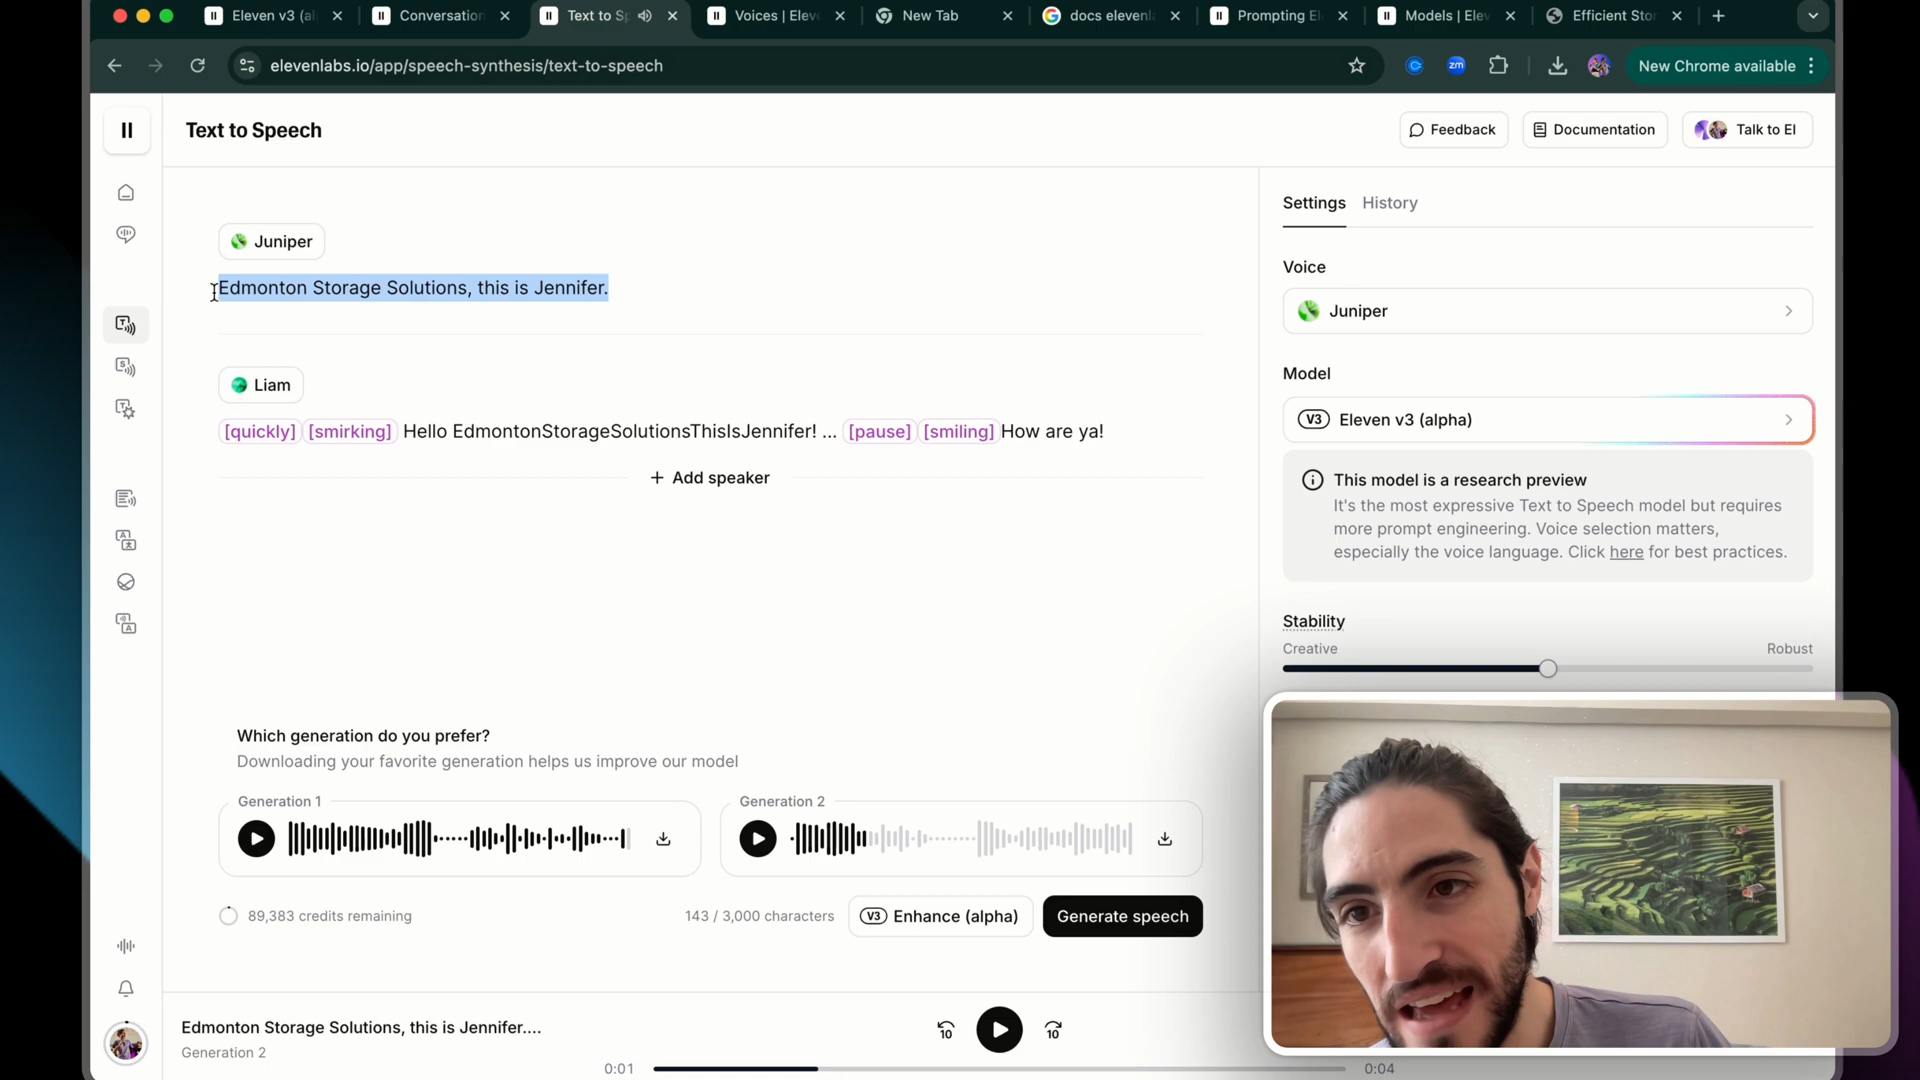 Eleven v3 (al
Conversation
Text to Sp
Voices | Eleve
New Tab
docs elevenla
Prompting El
Models | Elev
Efficient Stor
elevenlabs.io/app/speech-synthesis/text-to-speech
zm
New Chrome available
Text to Speech
Feedback
Documentation
Talk to El
Juniper
Edmonton Storage Solutions, this is Jennifer.
Liam
[quickly] [smirking] Hello EdmontonStorageSolutionsThisIsJennifer! ... [pause] [smiling] How are ya!
+ Add speaker
Settings
History
Voice
Juniper
Model
V3 Eleven v3 (alpha)
This model is a research preview
It's the most expressive Text to Speech model but requires
more prompt engineering. Voice selection matters,
especially the voice language. Click here for best practices.
Stability
Creative
Robust
Which generation do you prefer?
Downloading your favorite generation helps us improve our model
Generation 1
Generation 2
89,383 credits remaining
143 / 3,000 characters
V3 Enhance (alpha)
Generate speech
Edmonton Storage Solutions, this is Jennifer....
Generation 2
10
10
0:01
0:04